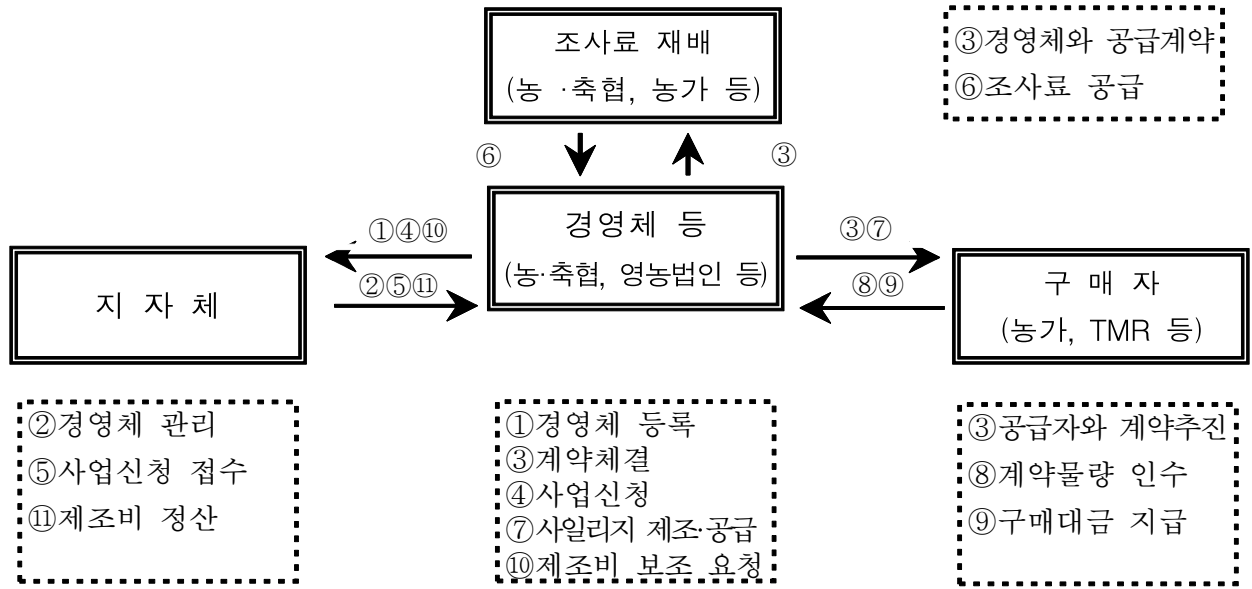 조사료 재배
(농 ·축협, 농가 등)
③경영체와 공급계약
⑥조사료 공급
⑥
③
경영체 등
(농·축협, 영농법인 등)
①④⑩
②⑤⑪
③⑦
⑧⑨
지 자 체
구 매 자
(농가, TMR 등)
②경영체 관리
⑤사업신청 접수
⑪제조비 정산
①경영체 등록
③계약체결
④사업신청
⑦사일리지 제조·공급
⑩제조비 보조 요청
③공급자와 계약추진
⑧계약물량 인수
⑨구매대금 지급